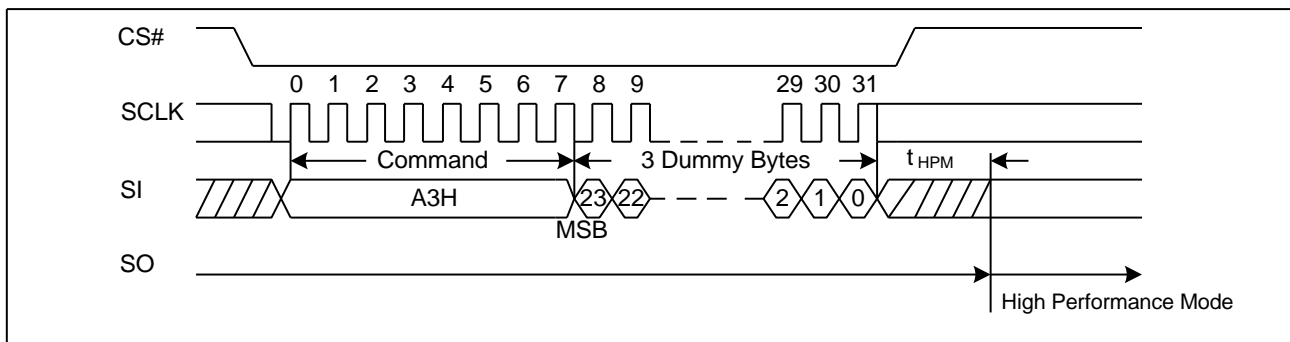 CS#
0 1 2 3 4 5 6 7 8 9 29 30 31
SCLK
Command 3 Dummy Bytes t HPM
SI A3H 23 22 2 1 0
MSB
SO
High Performance Mode